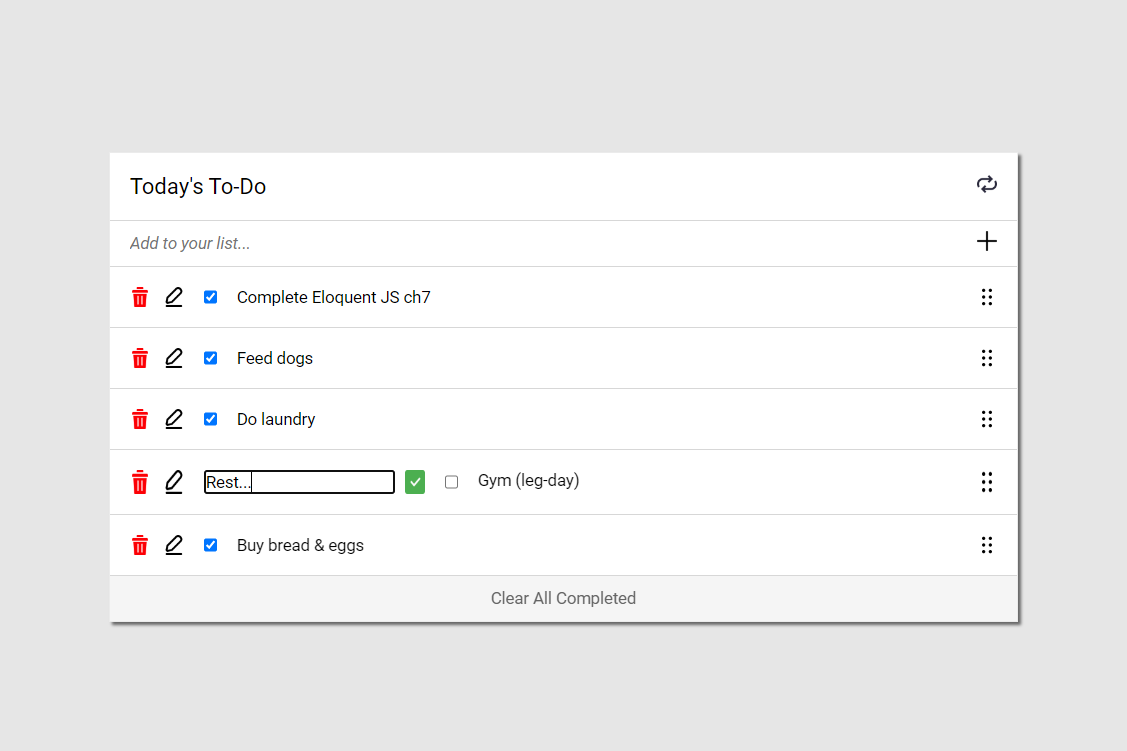 Today's To-Do
Add to your list...
Complete Eloquent JS ch7
Feed dogs
Do laundry
Rest... Gym (leg-day)
Buy bread & eggs
Clear All Completed